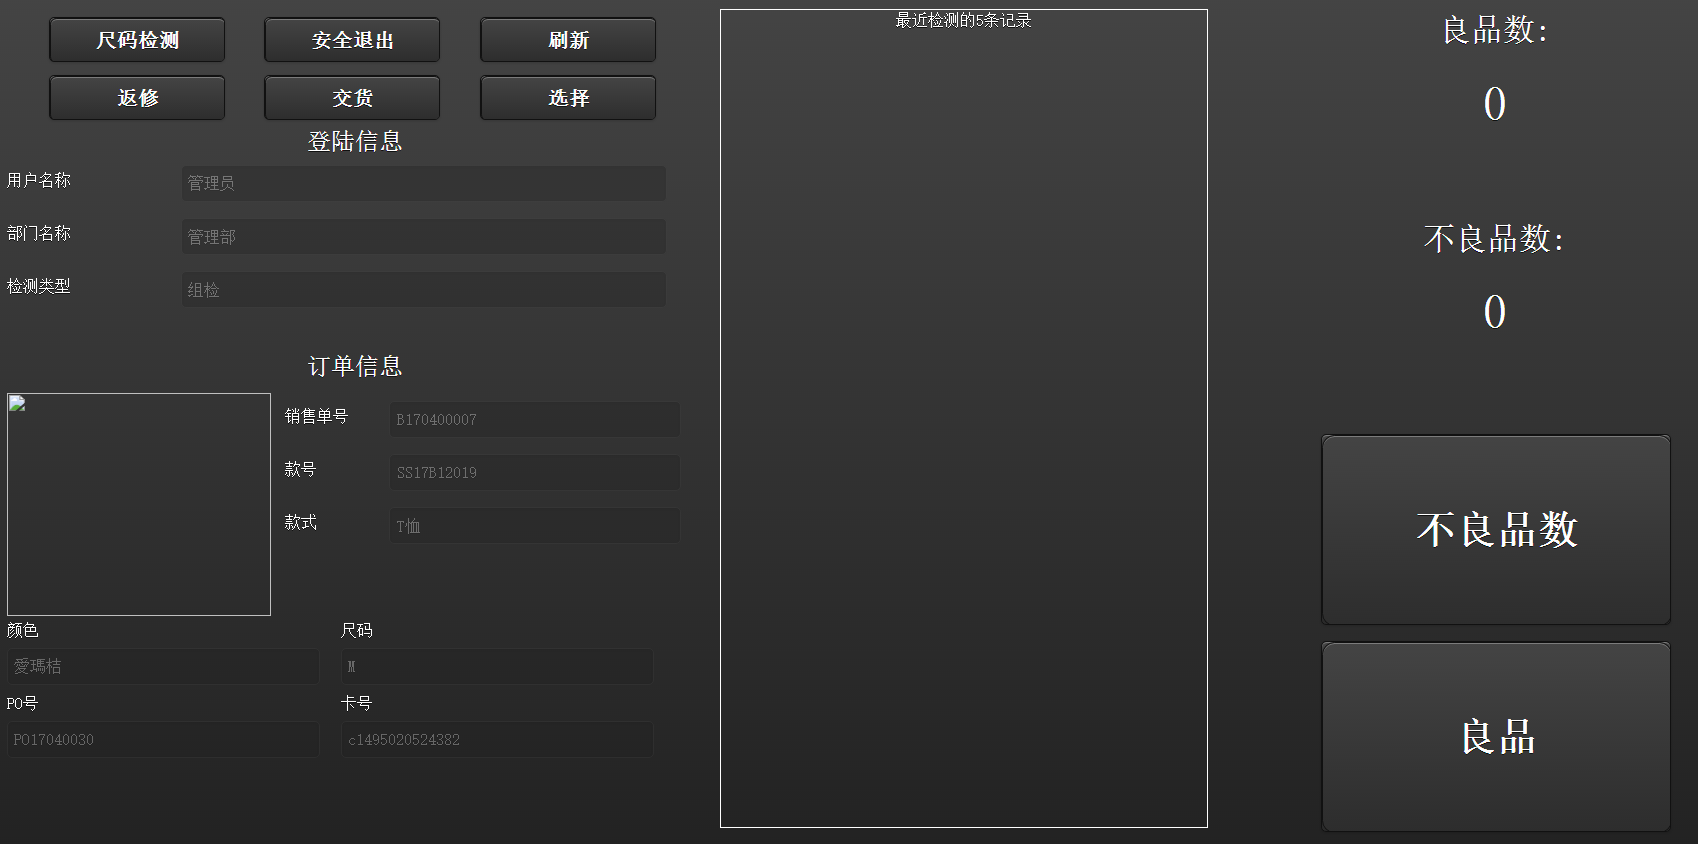 尺码检测 安全退出 刷新
返修 交货 选择
登陆信息
用户名称 管理员
部门名称 管理部
检测类型 组检
订单信息
销售单号 B170400007
款号 SS17B12019
款式 T恤
颜色 尺码
愛瑪桔 M
PO号 卡号
PO17040030 c1495020524382
最近检测的5条记录
良品数:
0
不良品数:
0
不良品数
良品